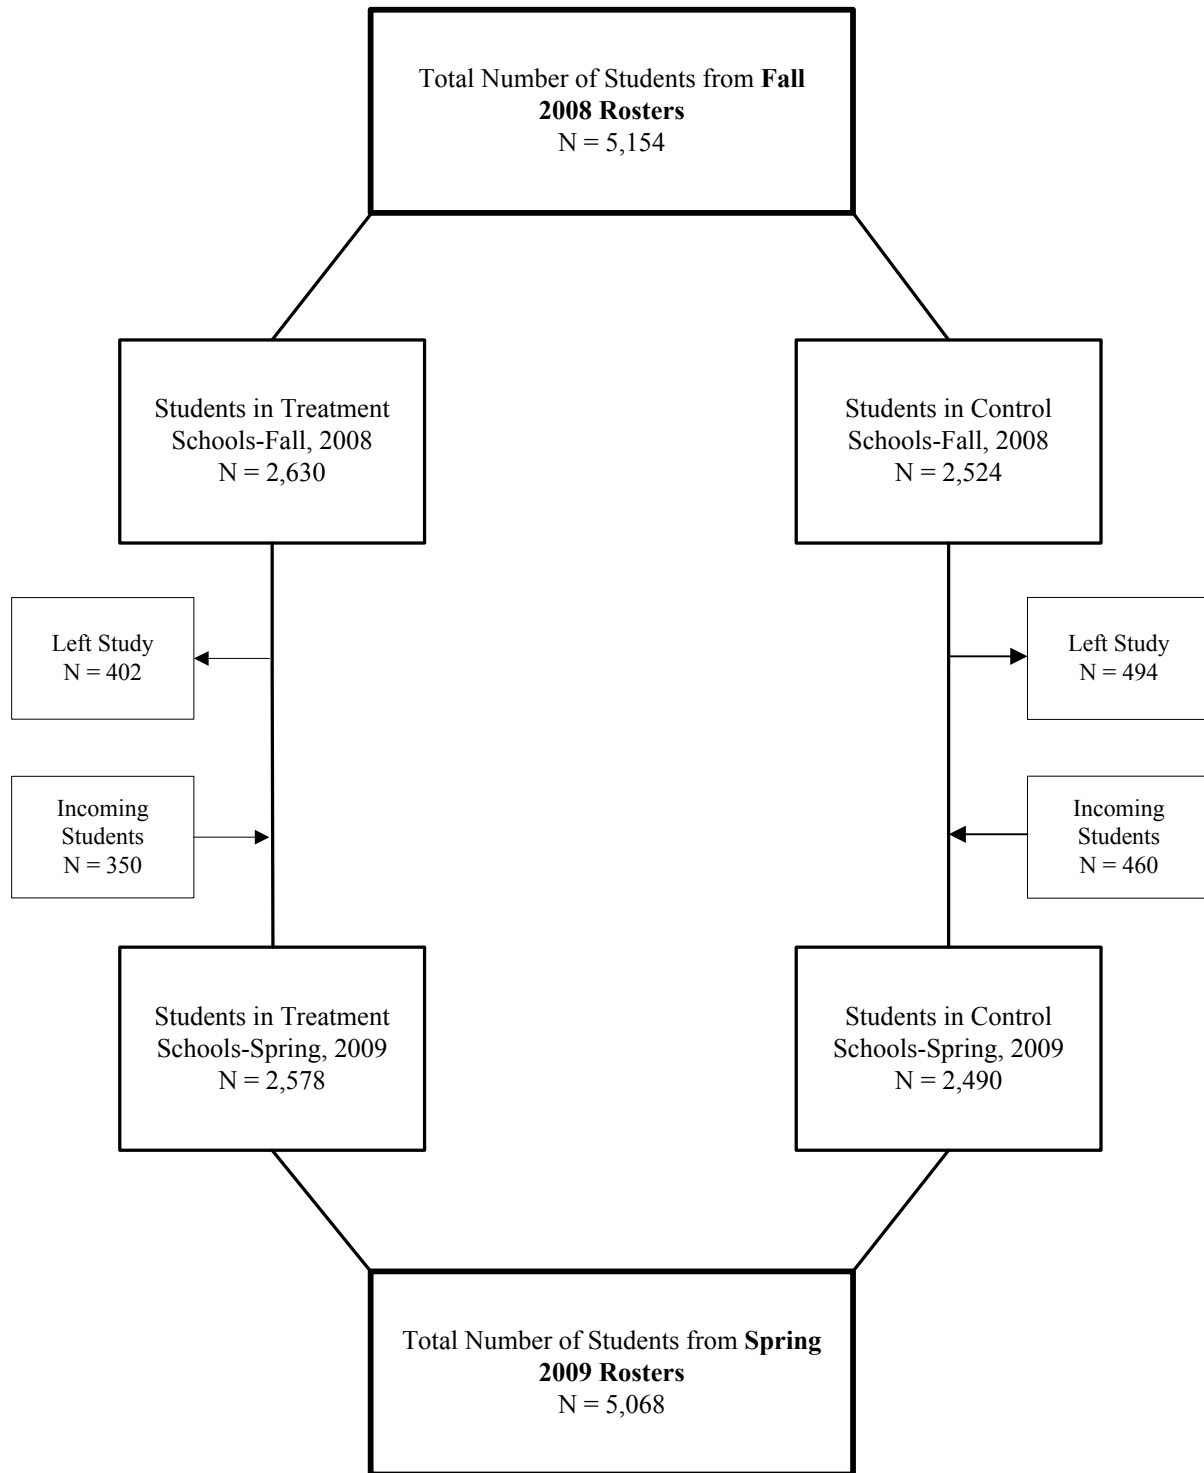 Total Number of Students from Fall
2008 Rosters
N = 5,154
Students in Treatment
Schools-Fall, 2008
N = 2,630
Students in Control
Schools-Fall, 2008
N = 2,524
Left Study
N = 402
Left Study
N = 494
Incoming
Students
N = 350
Incoming
Students
N = 460
Students in Treatment
Schools-Spring, 2009
N = 2,578
Students in Control
Schools-Spring, 2009
N = 2,490
Total Number of Students from Spring
2009 Rosters
N = 5,068